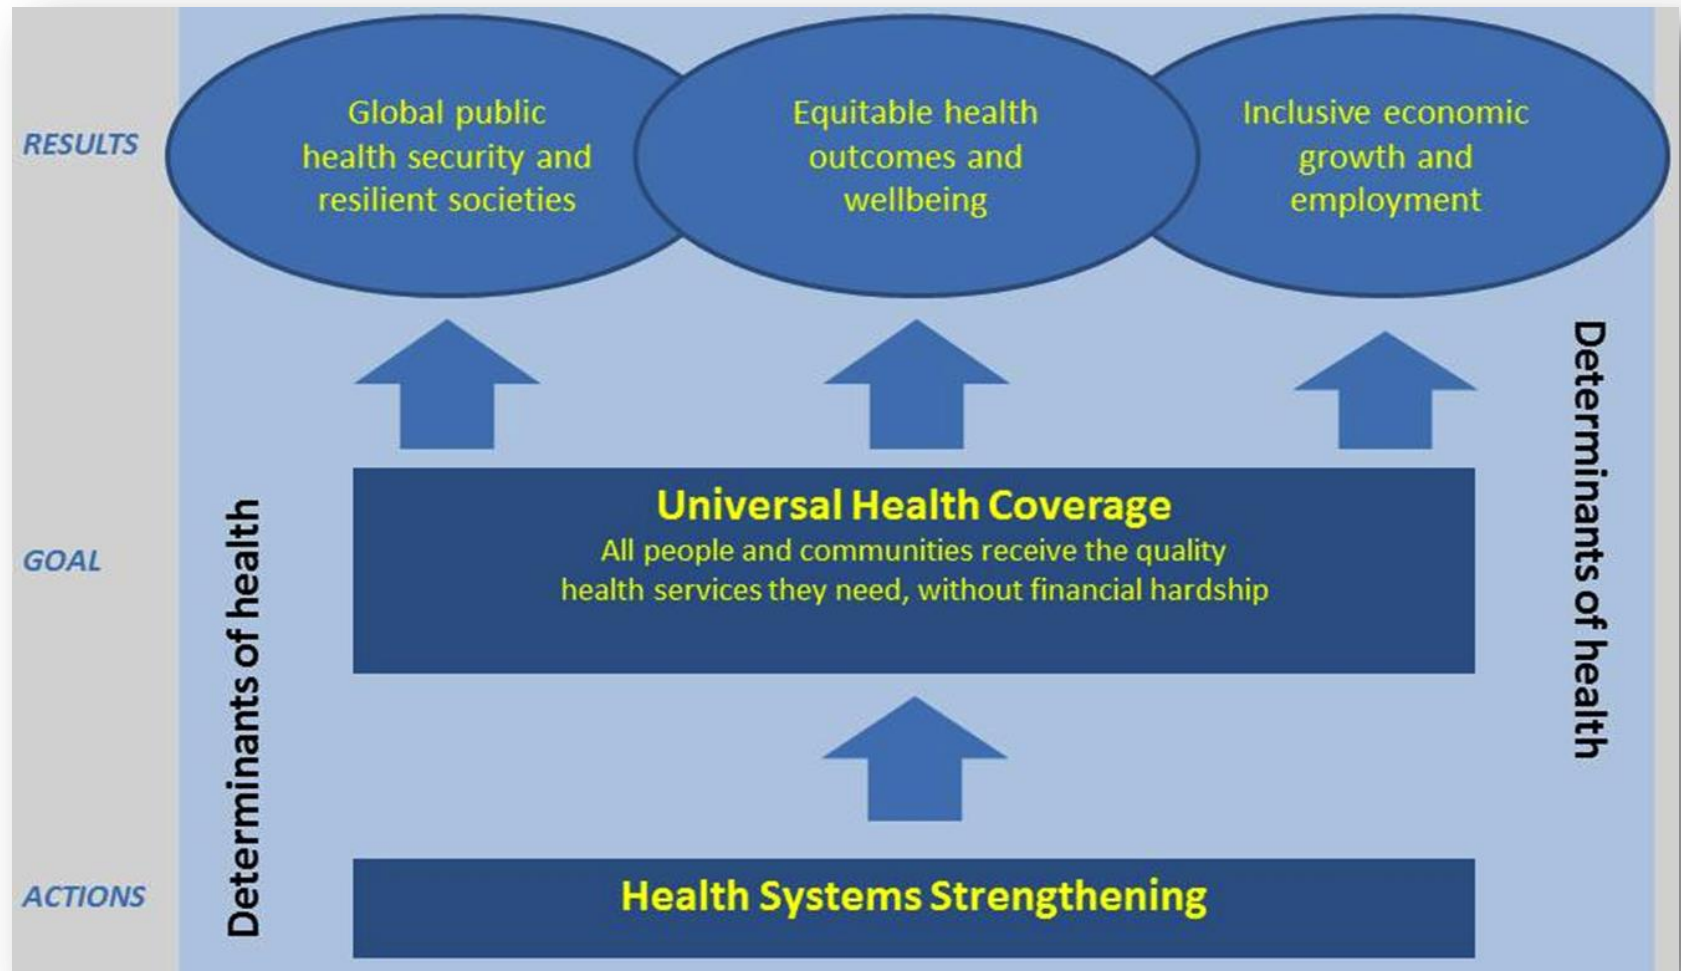 RESULTS
Global public
health security and
resilient societies
Equitable health
outcomes and
wellbeing
Inclusive economic
growth and
employment
Determinants of health
Determinants of health
GOAL
Universal Health Coverage
All people and communities receive the quality
health services they need, without financial hardship
ACTIONS
Health Systems Strengthening